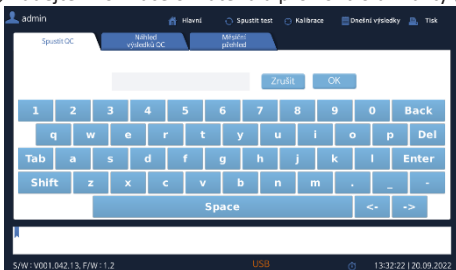 admin Hlavní Spustit test Kalibrace Dnešní výsledky Tisk
Spustit QC Náhled výsledků QC Měsíční přehled
Zrušit OK
1 2 3 4 5 6 7 8 9 0 Back
q w e r t y u i o p Del
Tab a s d f g h j k l Enter
Shift z x c v b n m . _ -
Space <- ->
S/W : V001.042.13, F/W : 1.2 USB 13:32:22 | 20.09.2022